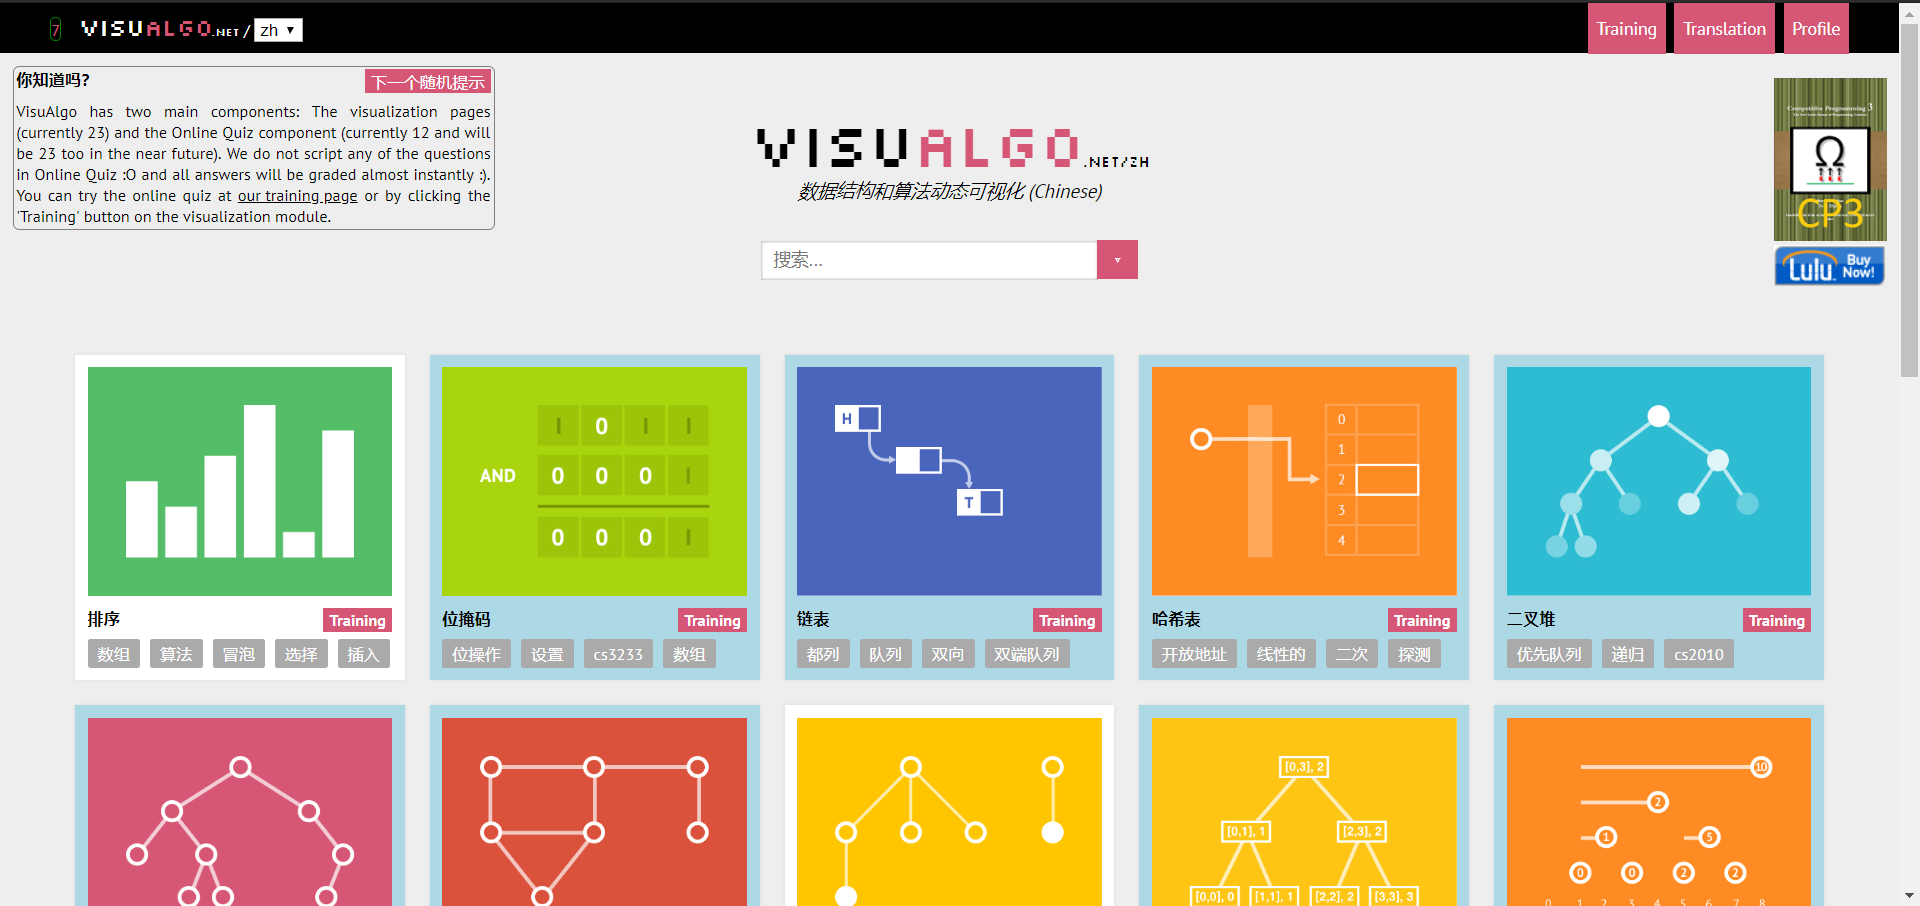 7 VISUALGO.NET / zh ▼
Training Translation Profile
你知道吗? 下一个随机提示
VisuAlgo has two main components: The visualization pages
(currently 23) and the Online Quiz component (currently 12 and will
be 23 too in the near future). We do not script any of the questions
in Online Quiz :O and all answers will be graded almost instantly :).
You can try the online quiz at our training page or by clicking the
'Training' button on the visualization module.
VISUALGO.NET/ZH
数据结构和算法动态可视化 (Chinese)
搜索...
Competitive Programming 3
CP3
Lulu Buy
Now!
I 0 I I
AND 0 0 0 I
0 0 0 I
H
T
0
1
2
3
4
排序 Training
数组 算法 冒泡 选择 插入
位掩码 Training
位操作 设置 cs3233 数组
链表 Training
都列 队列 双向 双端队列
哈希表 Training
开放地址 线性的 二次 探测
二叉堆 Training
优先队列 递归 cs2010
[0,3], 2
[0,1], 1 [2,3], 2
[0,0], 0 [1,1], 1 [2,2], 2 [3,3], 3
10
2
1 5
0 0 2 2
0 1 2 3 4 5 6 7 8